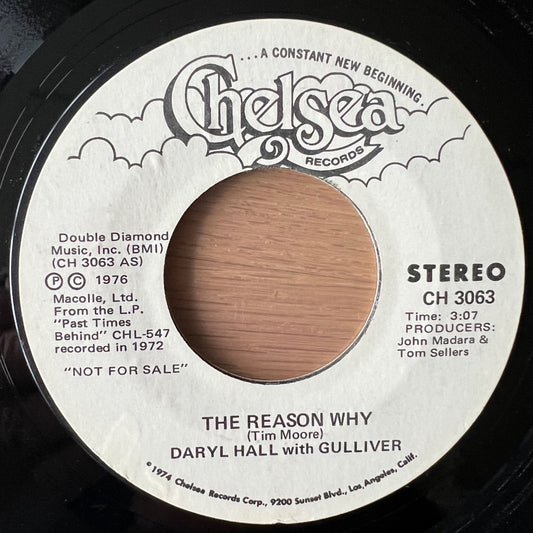 ...A CONSTANT NEW BEGINNING.
Chelsea
RECORDS
Double Diamond
Music, Inc. (BMI)
(CH 3063 AS)
Ⓟ © 1976
Macolle, Ltd.
From the L.P.
"Past Times
Behind" CHL-547
recorded in 1972
"NOT FOR SALE"
STEREO
CH 3063
Time: 3:07
PRODUCERS:
John Madara &
Tom Sellers
THE REASON WHY
(Tim Moore)
DARYL HALL with GULLIVER
©1974 Chelsea Records Corp., 9200 Sunset Blvd., Los Angeles, Calif.